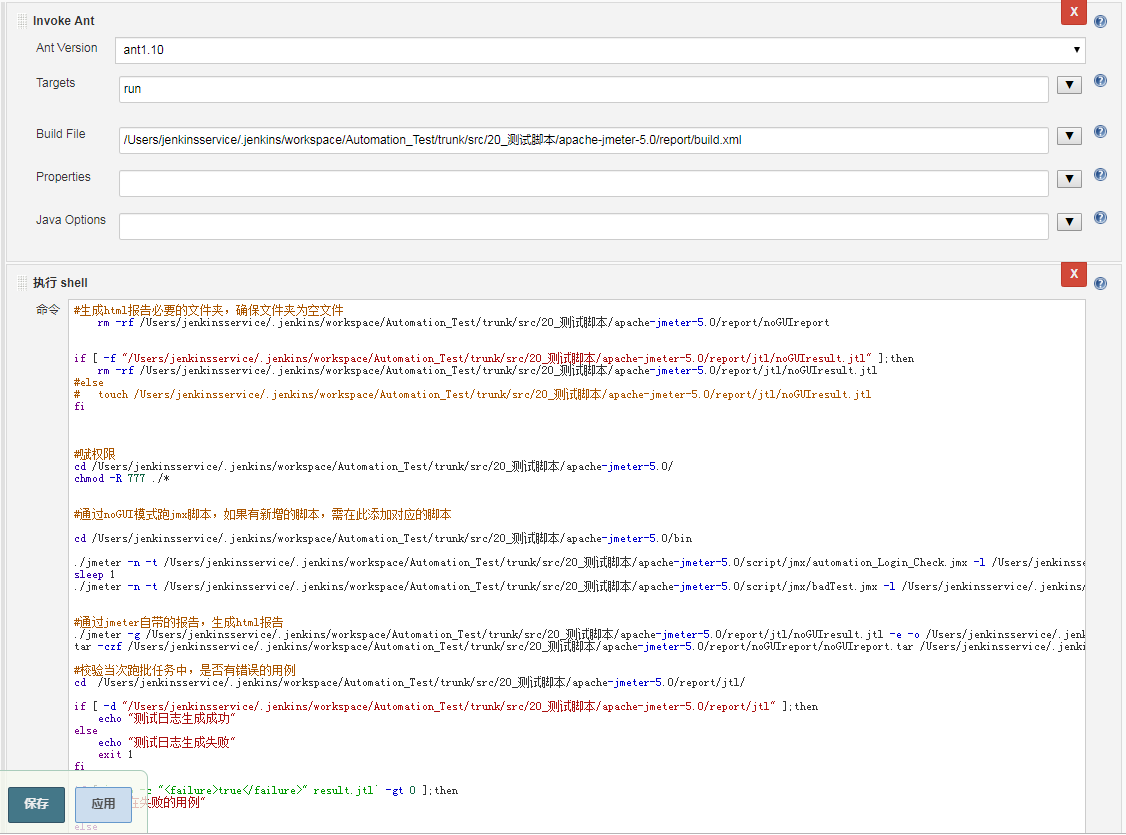 Invoke Ant
X
Ant Version
ant1.10
Targets
run
Build File
/Users/jenkinsservice/.jenkins/workspace/Automation_Test/trunk/src/20_测试脚本/apache-jmeter-5.0/report/build.xml
Properties
Java Options
执行 shell
X
命令
#生成html报告必要的文件夹，确保文件夹为空文件
rm -rf /Users/jenkinsservice/.jenkins/workspace/Automation_Test/trunk/src/20_测试脚本/apache-jmeter-5.0/report/noGUIreport
if [ -f "/Users/jenkinsservice/.jenkins/workspace/Automation_Test/trunk/src/20_测试脚本/apache-jmeter-5.0/report/jtl/noGUIresult.jtl" ];then
rm -rf /Users/jenkinsservice/.jenkins/workspace/Automation_Test/trunk/src/20_测试脚本/apache-jmeter-5.0/report/jtl/noGUIresult.jtl
#else
# touch /Users/jenkinsservice/.jenkins/workspace/Automation_Test/trunk/src/20_测试脚本/apache-jmeter-5.0/report/jtl/noGUIresult.jtl
fi
#赋权限
cd /Users/jenkinsservice/.jenkins/workspace/Automation_Test/trunk/src/20_测试脚本/apache-jmeter-5.0/
chmod -R 777 ./*
#通过noGUI模式跑jmx脚本，如果有新增的脚本，需在此添加对应的脚本
cd /Users/jenkinsservice/.jenkins/workspace/Automation_Test/trunk/src/20_测试脚本/apache-jmeter-5.0/bin
./jmeter -n -t /Users/jenkinsservice/.jenkins/workspace/Automation_Test/trunk/src/20_测试脚本/apache-jmeter-5.0/script/jmx/automation_Login_Check.jmx -l /Users/jenkinsse
sleep 1
./jmeter -n -t /Users/jenkinsservice/.jenkins/workspace/Automation_Test/trunk/src/20_测试脚本/apache-jmeter-5.0/script/jmx/badTest.jmx -l /Users/jenkinsservice/.jenkins/
#通过jmeter自带的报告，生成html报告
./jmeter -g /Users/jenkinsservice/.jenkins/workspace/Automation_Test/trunk/src/20_测试脚本/apache-jmeter-5.0/report/jtl/noGUIresult.jtl -e -o /Users/jenkinsservice/.jenk
tar -czf /Users/jenkinsservice/.jenkins/workspace/Automation_Test/trunk/src/20_测试脚本/apache-jmeter-5.0/report/noGUIreport/noGUIreport.tar /Users/jenkinsservice/.jenki
#校验当次跑批任务中，是否有错误的用例
cd /Users/jenkinsservice/.jenkins/workspace/Automation_Test/trunk/src/20_测试脚本/apache-jmeter-5.0/report/jtl/
if [ -d "/Users/jenkinsservice/.jenkins/workspace/Automation_Test/trunk/src/20_测试脚本/apache-jmeter-5.0/report/jtl" ];then
echo "测试日志生成成功"
else
echo "测试日志生成失败"
exit 1
fi
-c "<failure>true</failure>" result.jtl` -gt 0 ];then
在失败的用例"
else
保存
应用